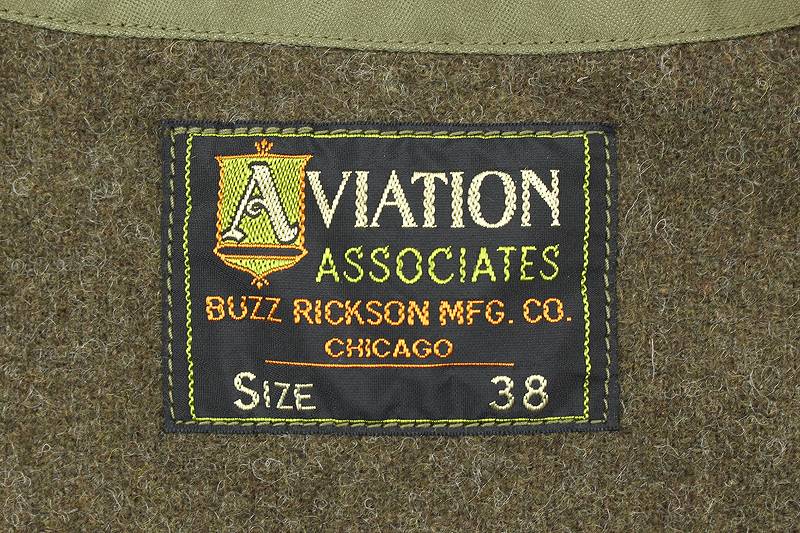 AVIATION
ASSOCIATES
BUZZ RICKSON MFG. CO.
CHICAGO
SIZE 38